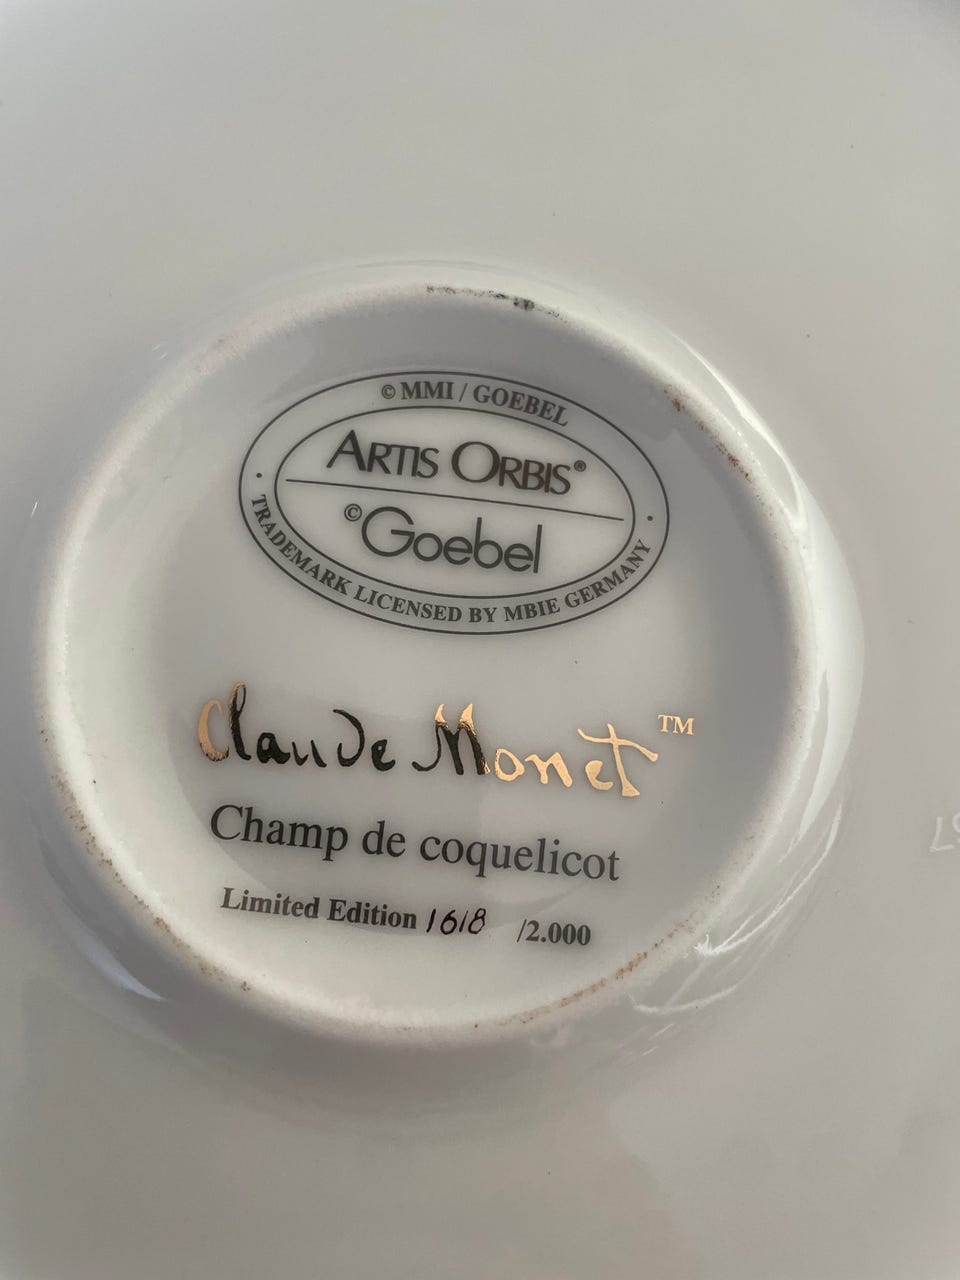 © MMI / GOEBEL
ARTIS ORBIS®
© Goebel
· TRADEMARK LICENSED BY MBIE GERMANY ·
Claude Monet™
Champ de coquelicot
Limited Edition 1618 /2.000